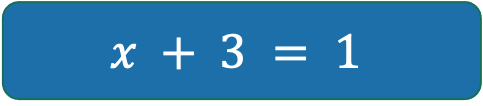 x + 3 = 1